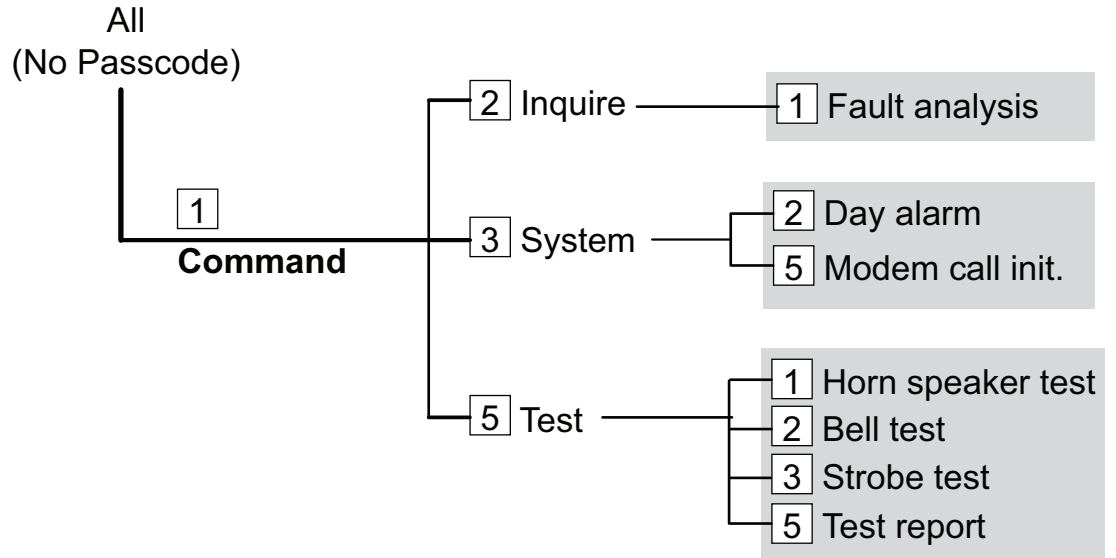 All
(No Passcode)
1
Command
2 Inquire
1 Fault analysis
3 System
2 Day alarm
5 Modem call init.
5 Test
1 Horn speaker test
2 Bell test
3 Strobe test
5 Test report